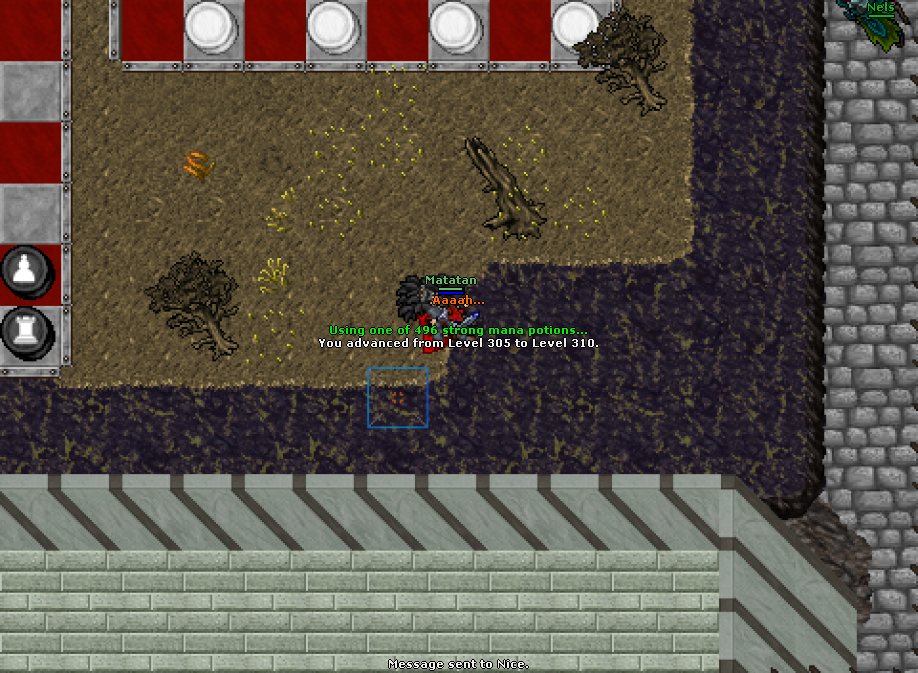 Nels
Matatan
Aaaah...
Using one of 496 strong mana potions...
You advanced from Level 305 to Level 310.
Message sent to Nice.